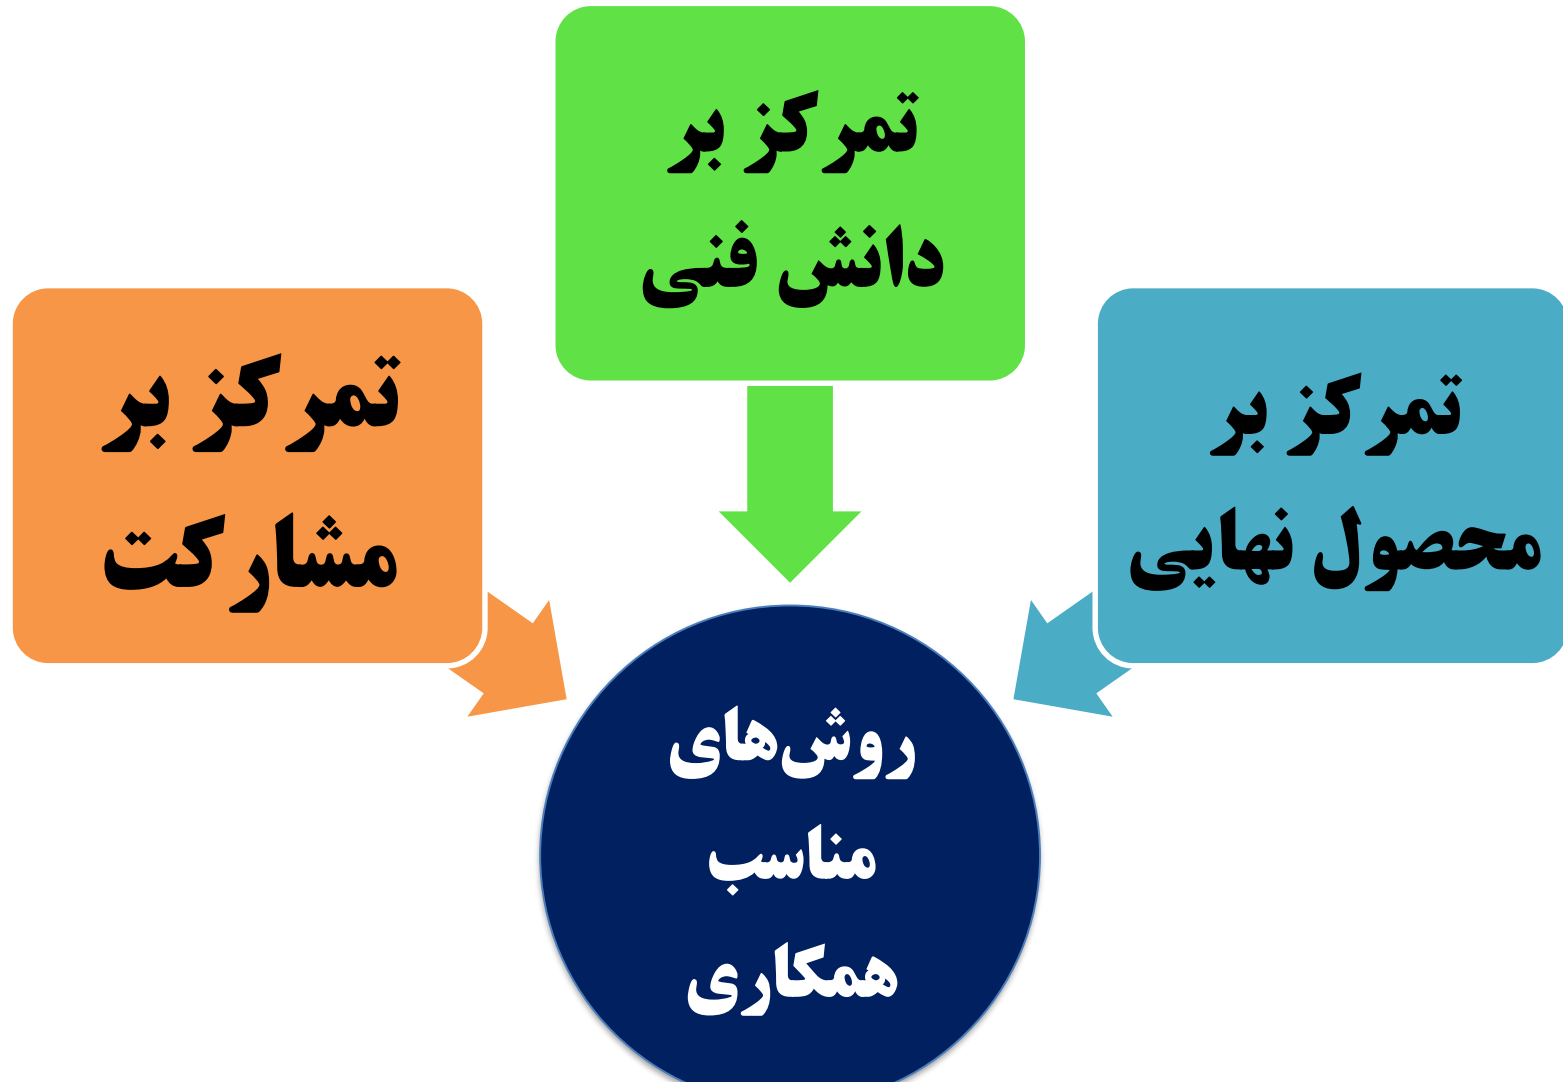 تمرکز بر
دانش فنی
تمرکز بر
محصول نهایی
تمرکز بر
مشارکت
روش‌های
مناسب
همکاری